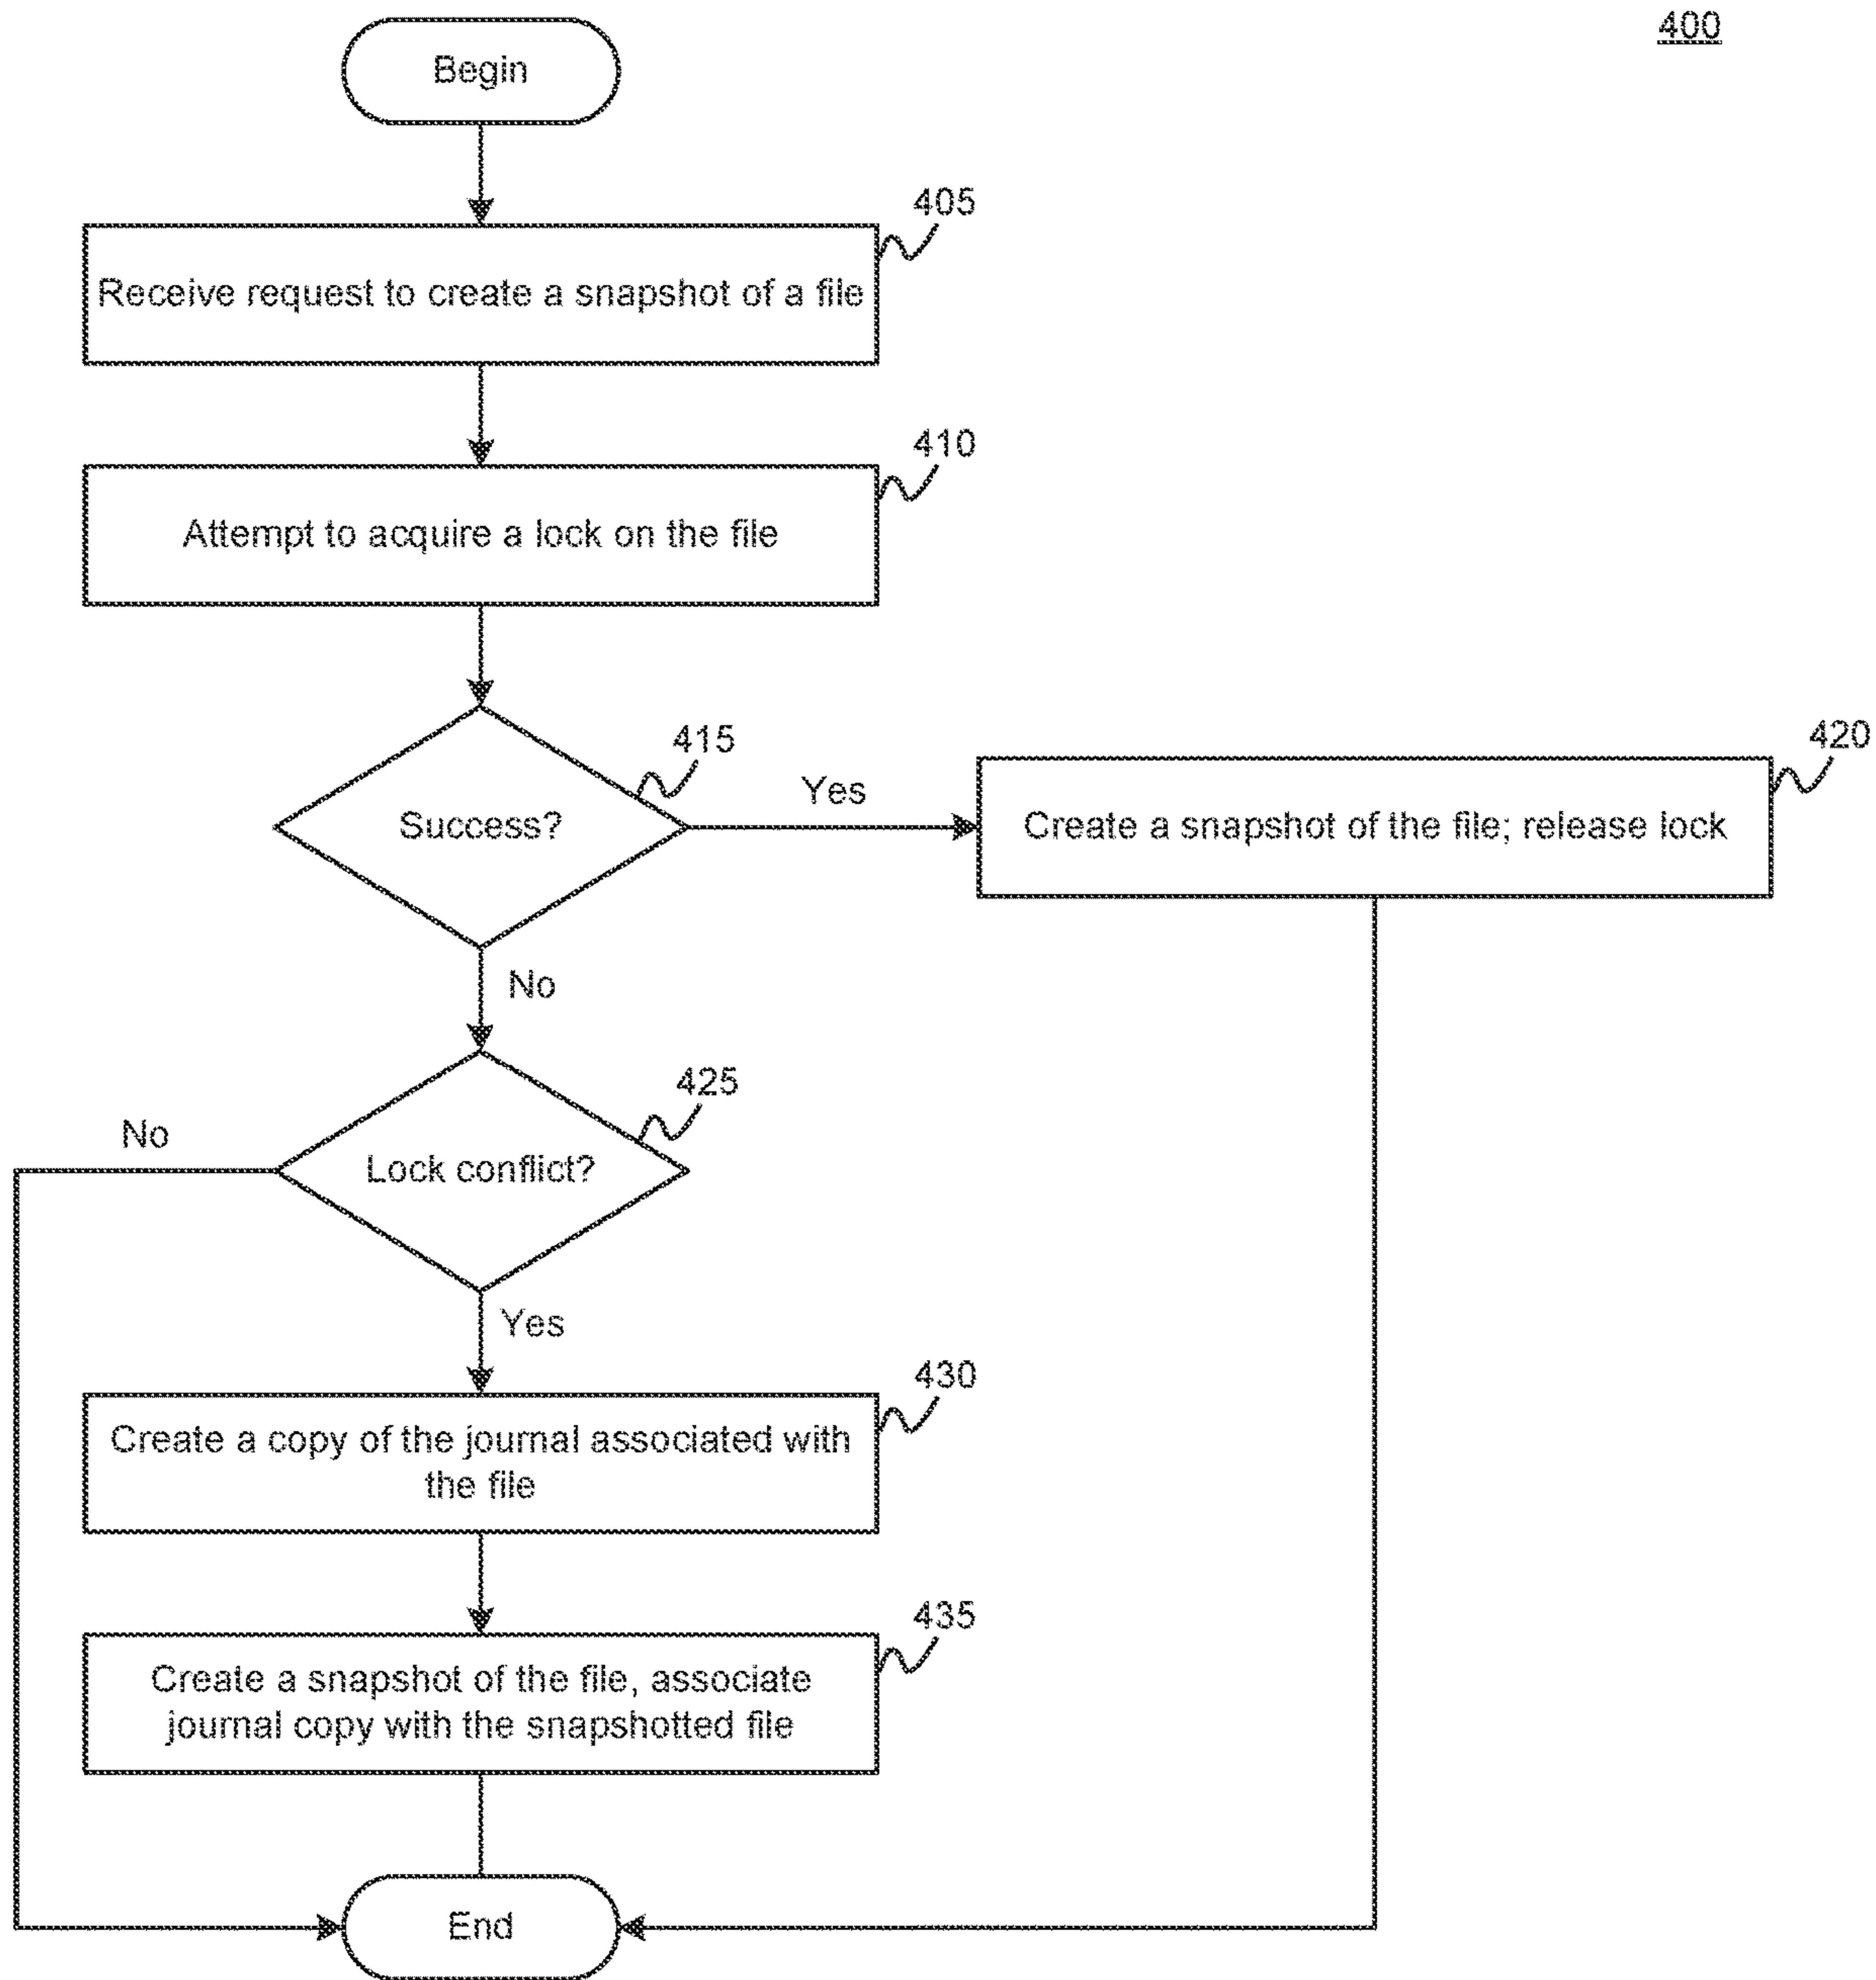 400
Begin
405
Receive request to create a snapshot of a file
410
Attempt to acquire a lock on the file
415
Success?
Yes
420
Create a snapshot of the file; release lock
No
425
No
Lock conflict?
Yes
430
Create a copy of the journal associated with
the file
435
Create a snapshot of the file, associate
journal copy with the snapshotted file
End